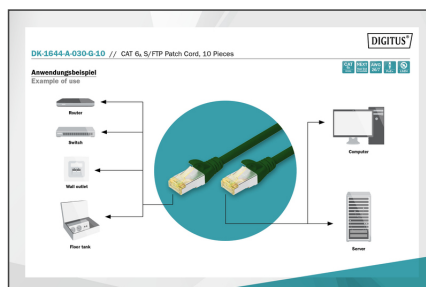 DIGITUS®
DK-1644-A-030-G-10 // CAT 6A S/FTP Patch Cord, 10 Pieces
Anwendungsbeispiel
Example of use
Router
Switch
Wall outlet
Floor tank
Computer
Server